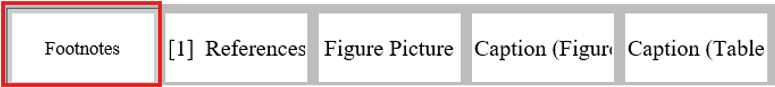 Footnotes
[1] References
Figure Picture
Caption (Figur
Caption (Table